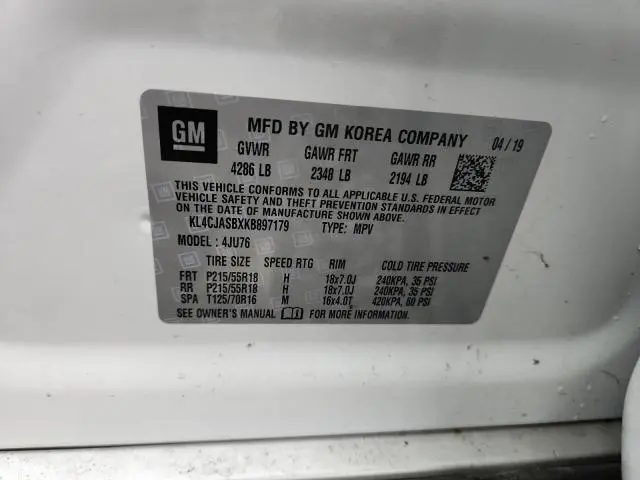 GM
MFD BY GM KOREA COMPANY 04/19
GVWR GAWR FRT GAWR RR
4286 LB 2348 LB 2194 LB
THIS VEHICLE CONFORMS TO ALL APPLICABLE U.S. FEDERAL MOTOR
VEHICLE SAFETY AND THEFT PREVENTION STANDARDS IN EFFECT
ON THE DATE OF MANUFACTURE SHOWN ABOVE.
KL4CJASBXKB897179 TYPE: MPV
MODEL: 4JU76
TIRE SIZE SPEED RTG RIM COLD TIRE PRESSURE
FRT P215/55R18 H 18x7.0J 240KPA, 35 PSI
RR P215/55R18 H 18x7.0J 240KPA, 35 PSI
SPA T125/70R16 M 16x4.0T 420KPA, 60 PSI
SEE OWNER'S MANUAL FOR MORE INFORMATION.